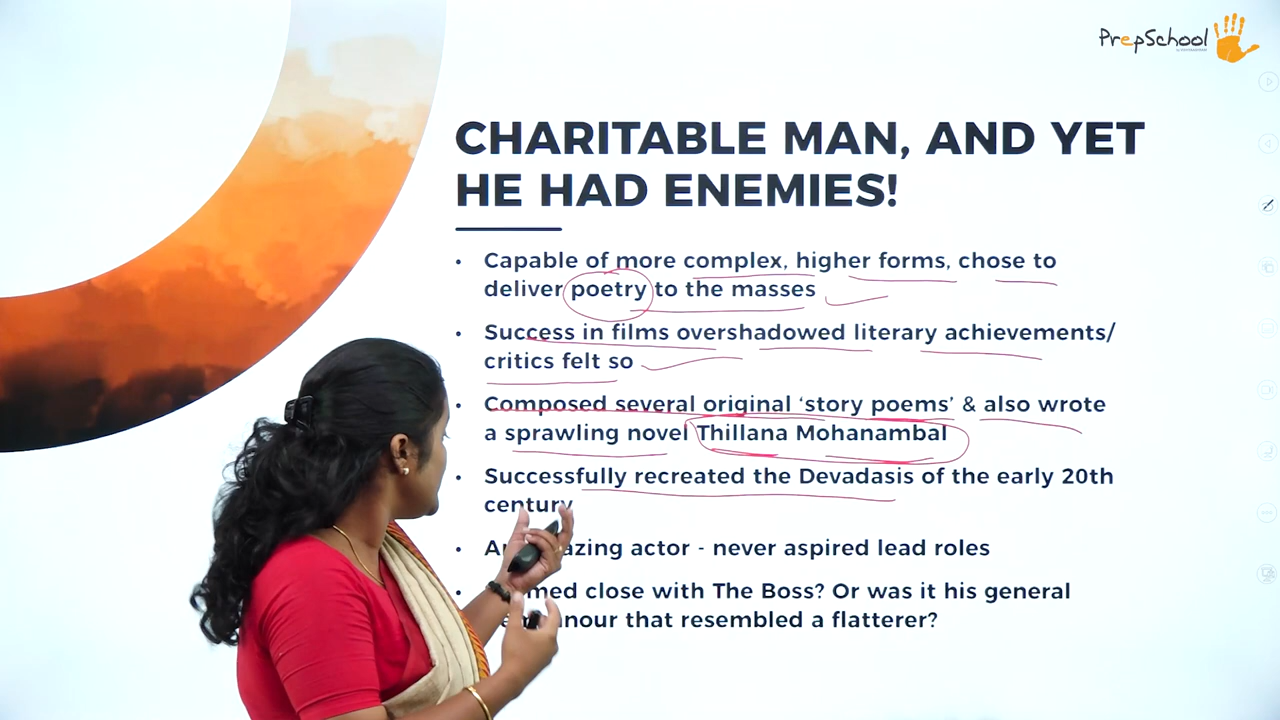 PrepSchool
CHARITABLE MAN, AND YET
HE HAD ENEMIES!
• Capable of more complex, higher forms, chose to
deliver poetry to the masses
• Success in films overshadowed literary achievements/
critics felt so
• Composed several original ‘story poems’ & also wrote
a sprawling novel Thillana Mohanambal
• Successfully recreated the Devadasis of the early 20th
century
• actor - never aspired lead roles
• close with The Boss? Or was it his general
that resembled a flatterer?